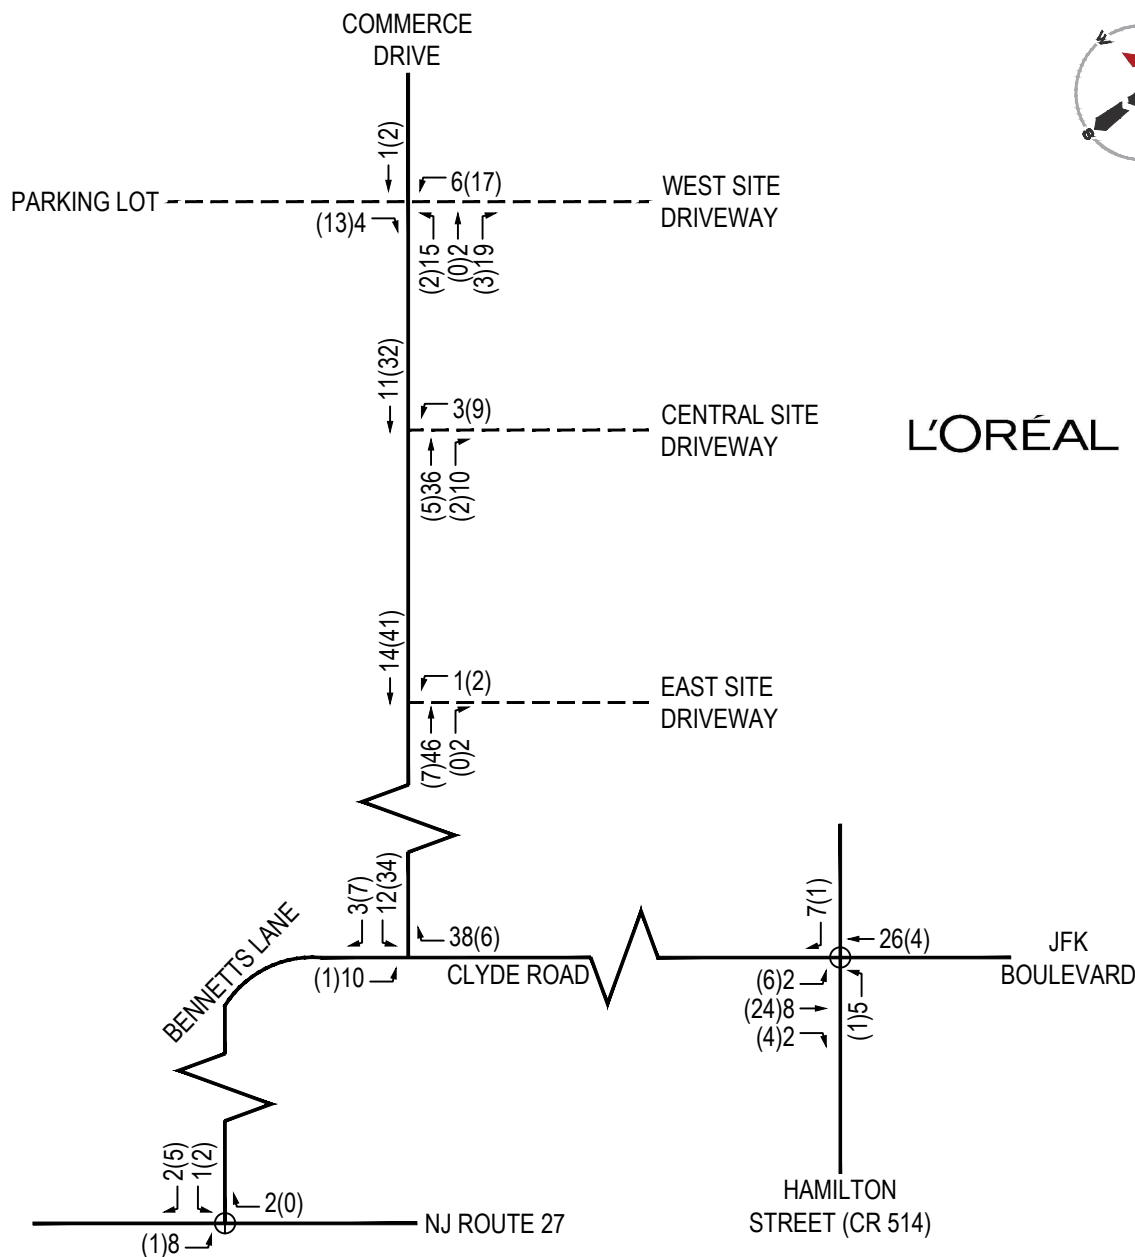 COMMERCE
DRIVE
1(2)
6(17)
PARKING LOT
WEST SITE
DRIVEWAY
(13)4
(2)15
(0)2
(3)19
11(32)
3(9)
CENTRAL SITE
DRIVEWAY
L'ORÉAL
(5)36
(2)10
14(41)
1(2)
EAST SITE
DRIVEWAY
(7)46
(0)2
3(7)
12(34)
38(6)
BENNETTS LANE
(1)10
CLYDE ROAD
7(1)
26(4)
JFK
BOULEVARD
(6)2
(24)8
(4)2
(1)5
2(5)
1(2)
2(0)
(1)8
NJ ROUTE 27
HAMILTON
STREET (CR 514)
S